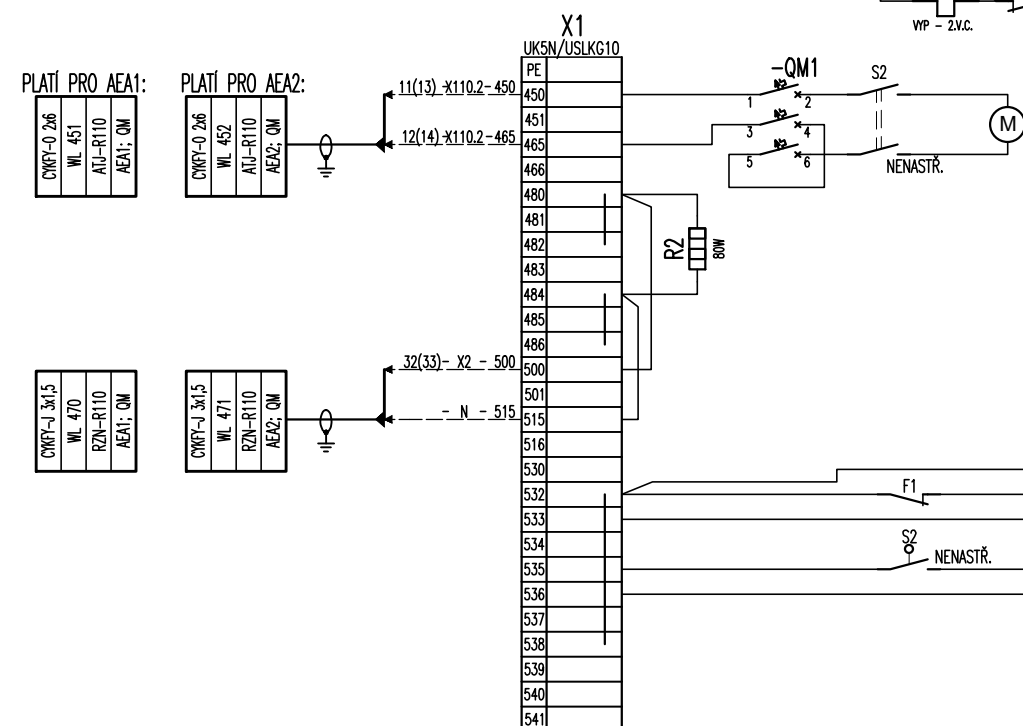 VYP - 2.V.C.
X1
UK5N/USLKG10
PLATÍ PRO AEA1:
PLATÍ PRO AEA2:
CYKFY-O 2x6
WL 451
ATJ-R110
AEA1; QM
CYKFY-O 2x6
WL 452
ATJ-R110
AEA2; QM
11(13) -X110.2-450
12(14) -X110.2-465
PE
450
451
465
466
480
481
482
483
484
485
486
500
501
515
516
530
532
533
534
535
536
537
538
539
540
541
-QM1
1
2
3
4
5
6
S2
NENASTŘ.
M
R2
80W
32(33)- X2 - 500
- N - 515
CYKFY-J 3x1,5
WL 470
RZN-R110
AEA1; QM
CYKFY-J 3x1,5
WL 471
RZN-R110
AEA2; QM
F1
S2
NENASTŘ.